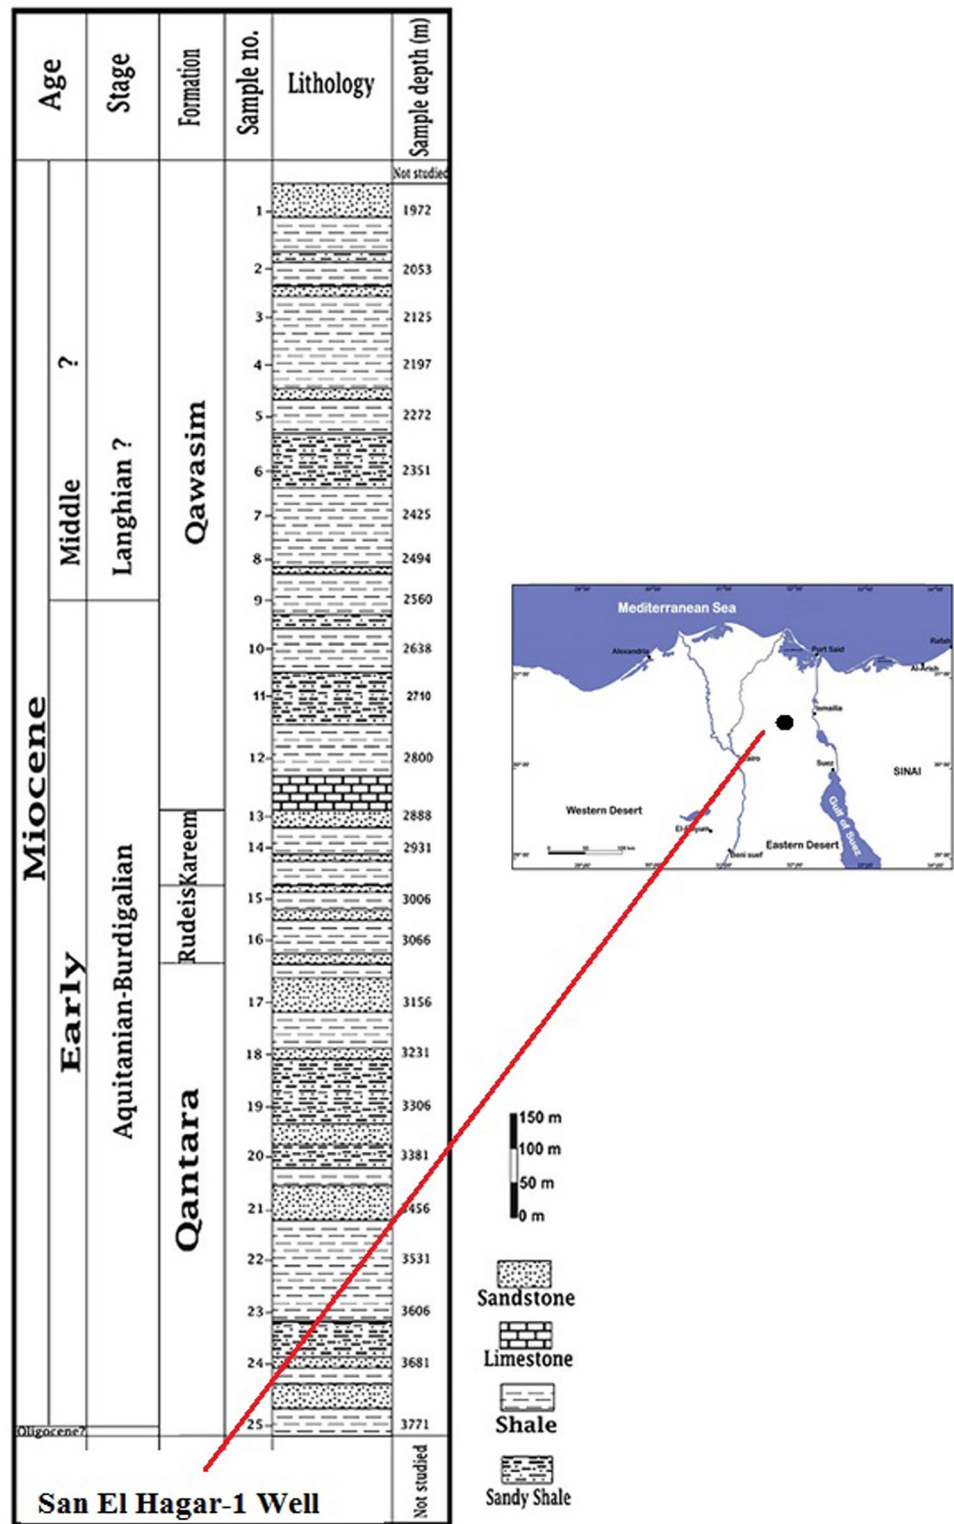 Age
Stage
Formation
Sample no.
Lithology
Sample depth (m)
Not studied
Miocene
Middle
?
Early
Oligocene?
Langhian ?
Aquitanian-Burdigalian
Qawasim
Kareem
Rudeis
Qantara
1 1972
2 2053
3 2125
4 2197
5 2272
6 2351
7 2425
8 2494
9 2560
10 2638
11 2710
12 2800
13 2888
14 2931
15 3006
16 3066
17 3156
18 3231
19 3306
20 3381
21 456
22 3531
23 3606
24 3681
25 3771
Not studied
San El Hagar-1 Well
Mediterranean Sea
Alexandria
Port Said
Rafah
Al-Arish
Ismailia
Suez
SINAI
Western Desert
Eastern Desert
Gulf of Suez
Beni suef
150 m
100 m
50 m
0 m
Sandstone
Limestone
Shale
Sandy Shale